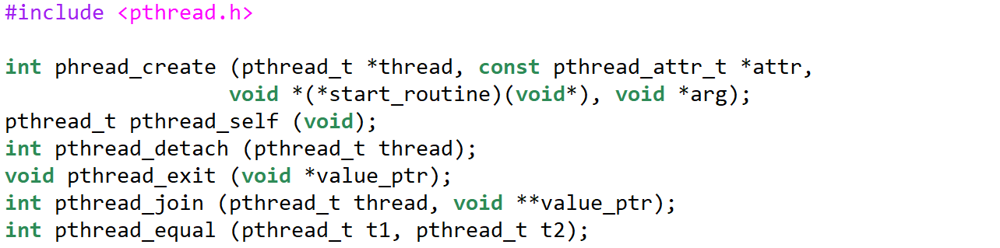 #include <pthread.h>
int phread_create (pthread_t *thread, const pthread_attr_t *attr,
void *(*start_routine)(void*), void *arg);
pthread_t pthread_self (void);
int pthread_detach (pthread_t thread);
void pthread_exit (void *value_ptr);
int pthread_join (pthread_t thread, void **value_ptr);
int pthread_equal (pthread_t t1, pthread_t t2);